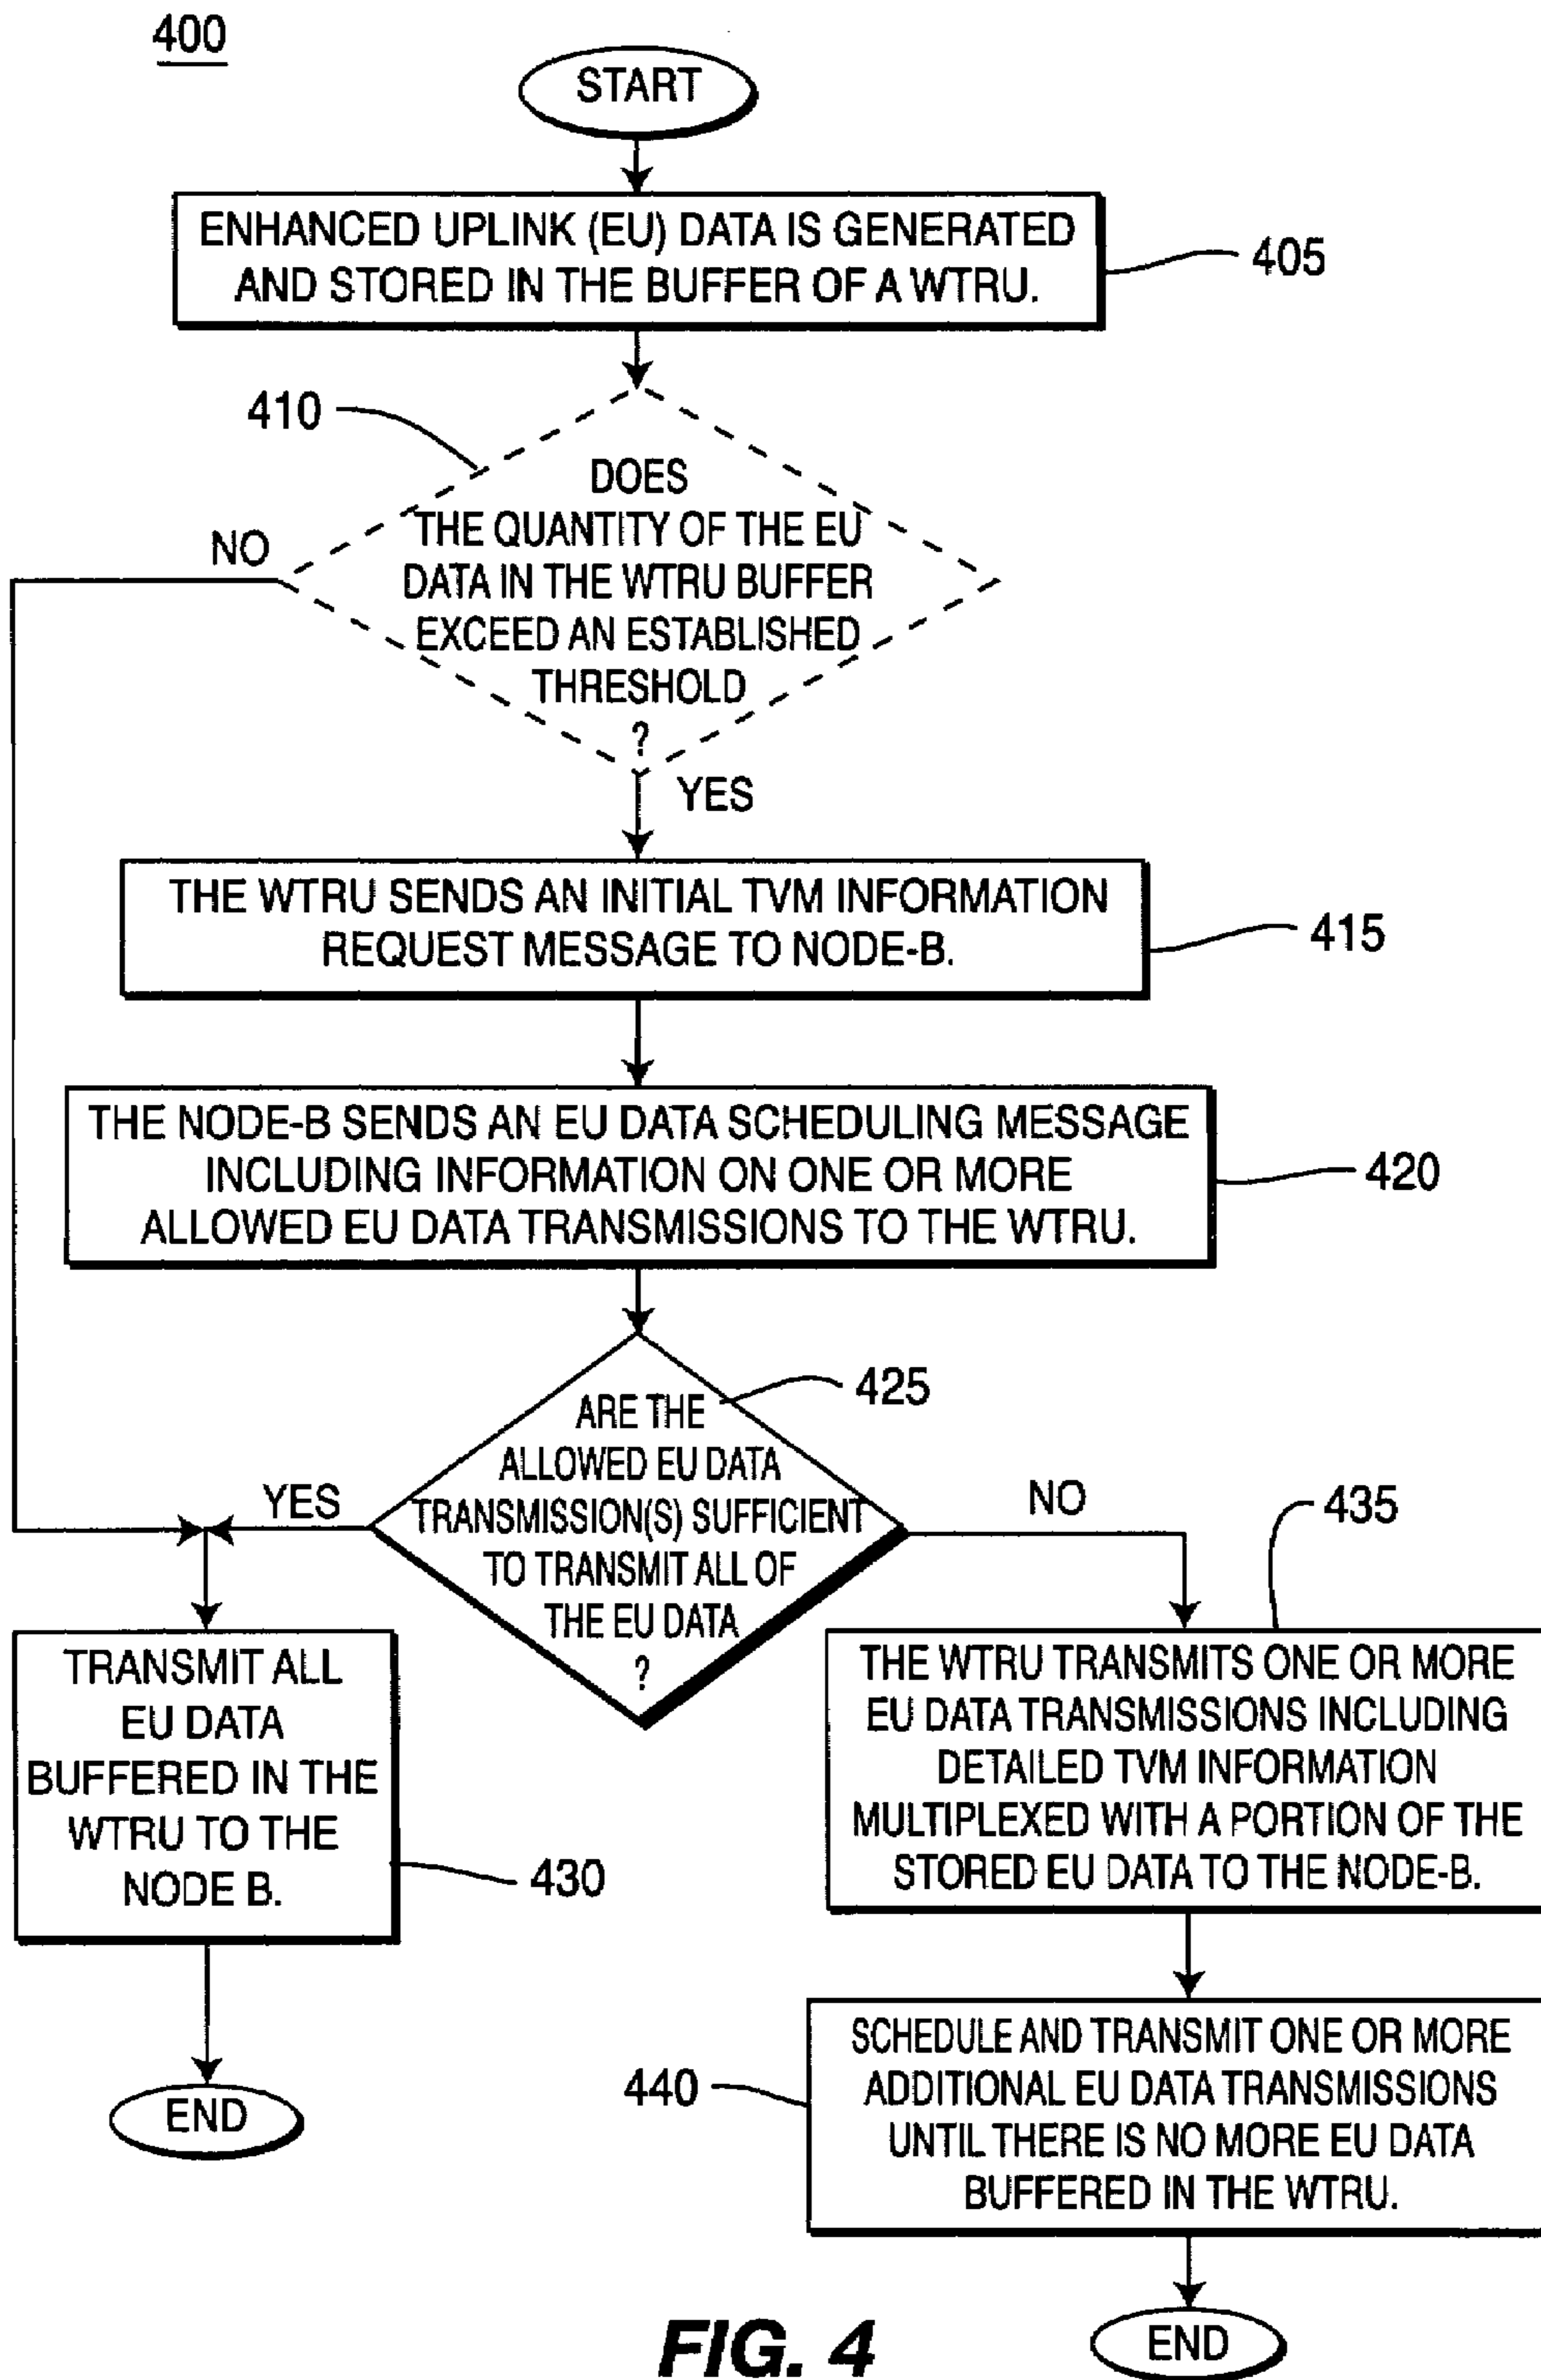 400
START
ENHANCED UPLINK (EU) DATA IS GENERATED
AND STORED IN THE BUFFER OF A WTRU.
405
410
DOES
THE QUANTITY OF THE EU
DATA IN THE WTRU BUFFER
EXCEED AN ESTABLISHED
THRESHOLD
?
NO
YES
THE WTRU SENDS AN INITIAL TVM INFORMATION
REQUEST MESSAGE TO NODE-B.
415
THE NODE-B SENDS AN EU DATA SCHEDULING MESSAGE
INCLUDING INFORMATION ON ONE OR MORE
ALLOWED EU DATA TRANSMISSIONS TO THE WTRU.
420
ARE THE
ALLOWED EU DATA
TRANSMISSION(S) SUFFICIENT
TO TRANSMIT ALL OF
THE EU DATA
?
425
YES
NO
435
TRANSMIT ALL
EU DATA
BUFFERED IN THE
WTRU TO THE
NODE B.
430
END
THE WTRU TRANSMITS ONE OR MORE
EU DATA TRANSMISSIONS INCLUDING
DETAILED TVM INFORMATION
MULTIPLEXED WITH A PORTION OF THE
STORED EU DATA TO THE NODE-B.
440
SCHEDULE AND TRANSMIT ONE OR MORE
ADDITIONAL EU DATA TRANSMISSIONS
UNTIL THERE IS NO MORE EU DATA
BUFFERED IN THE WTRU.
END
FIG. 4